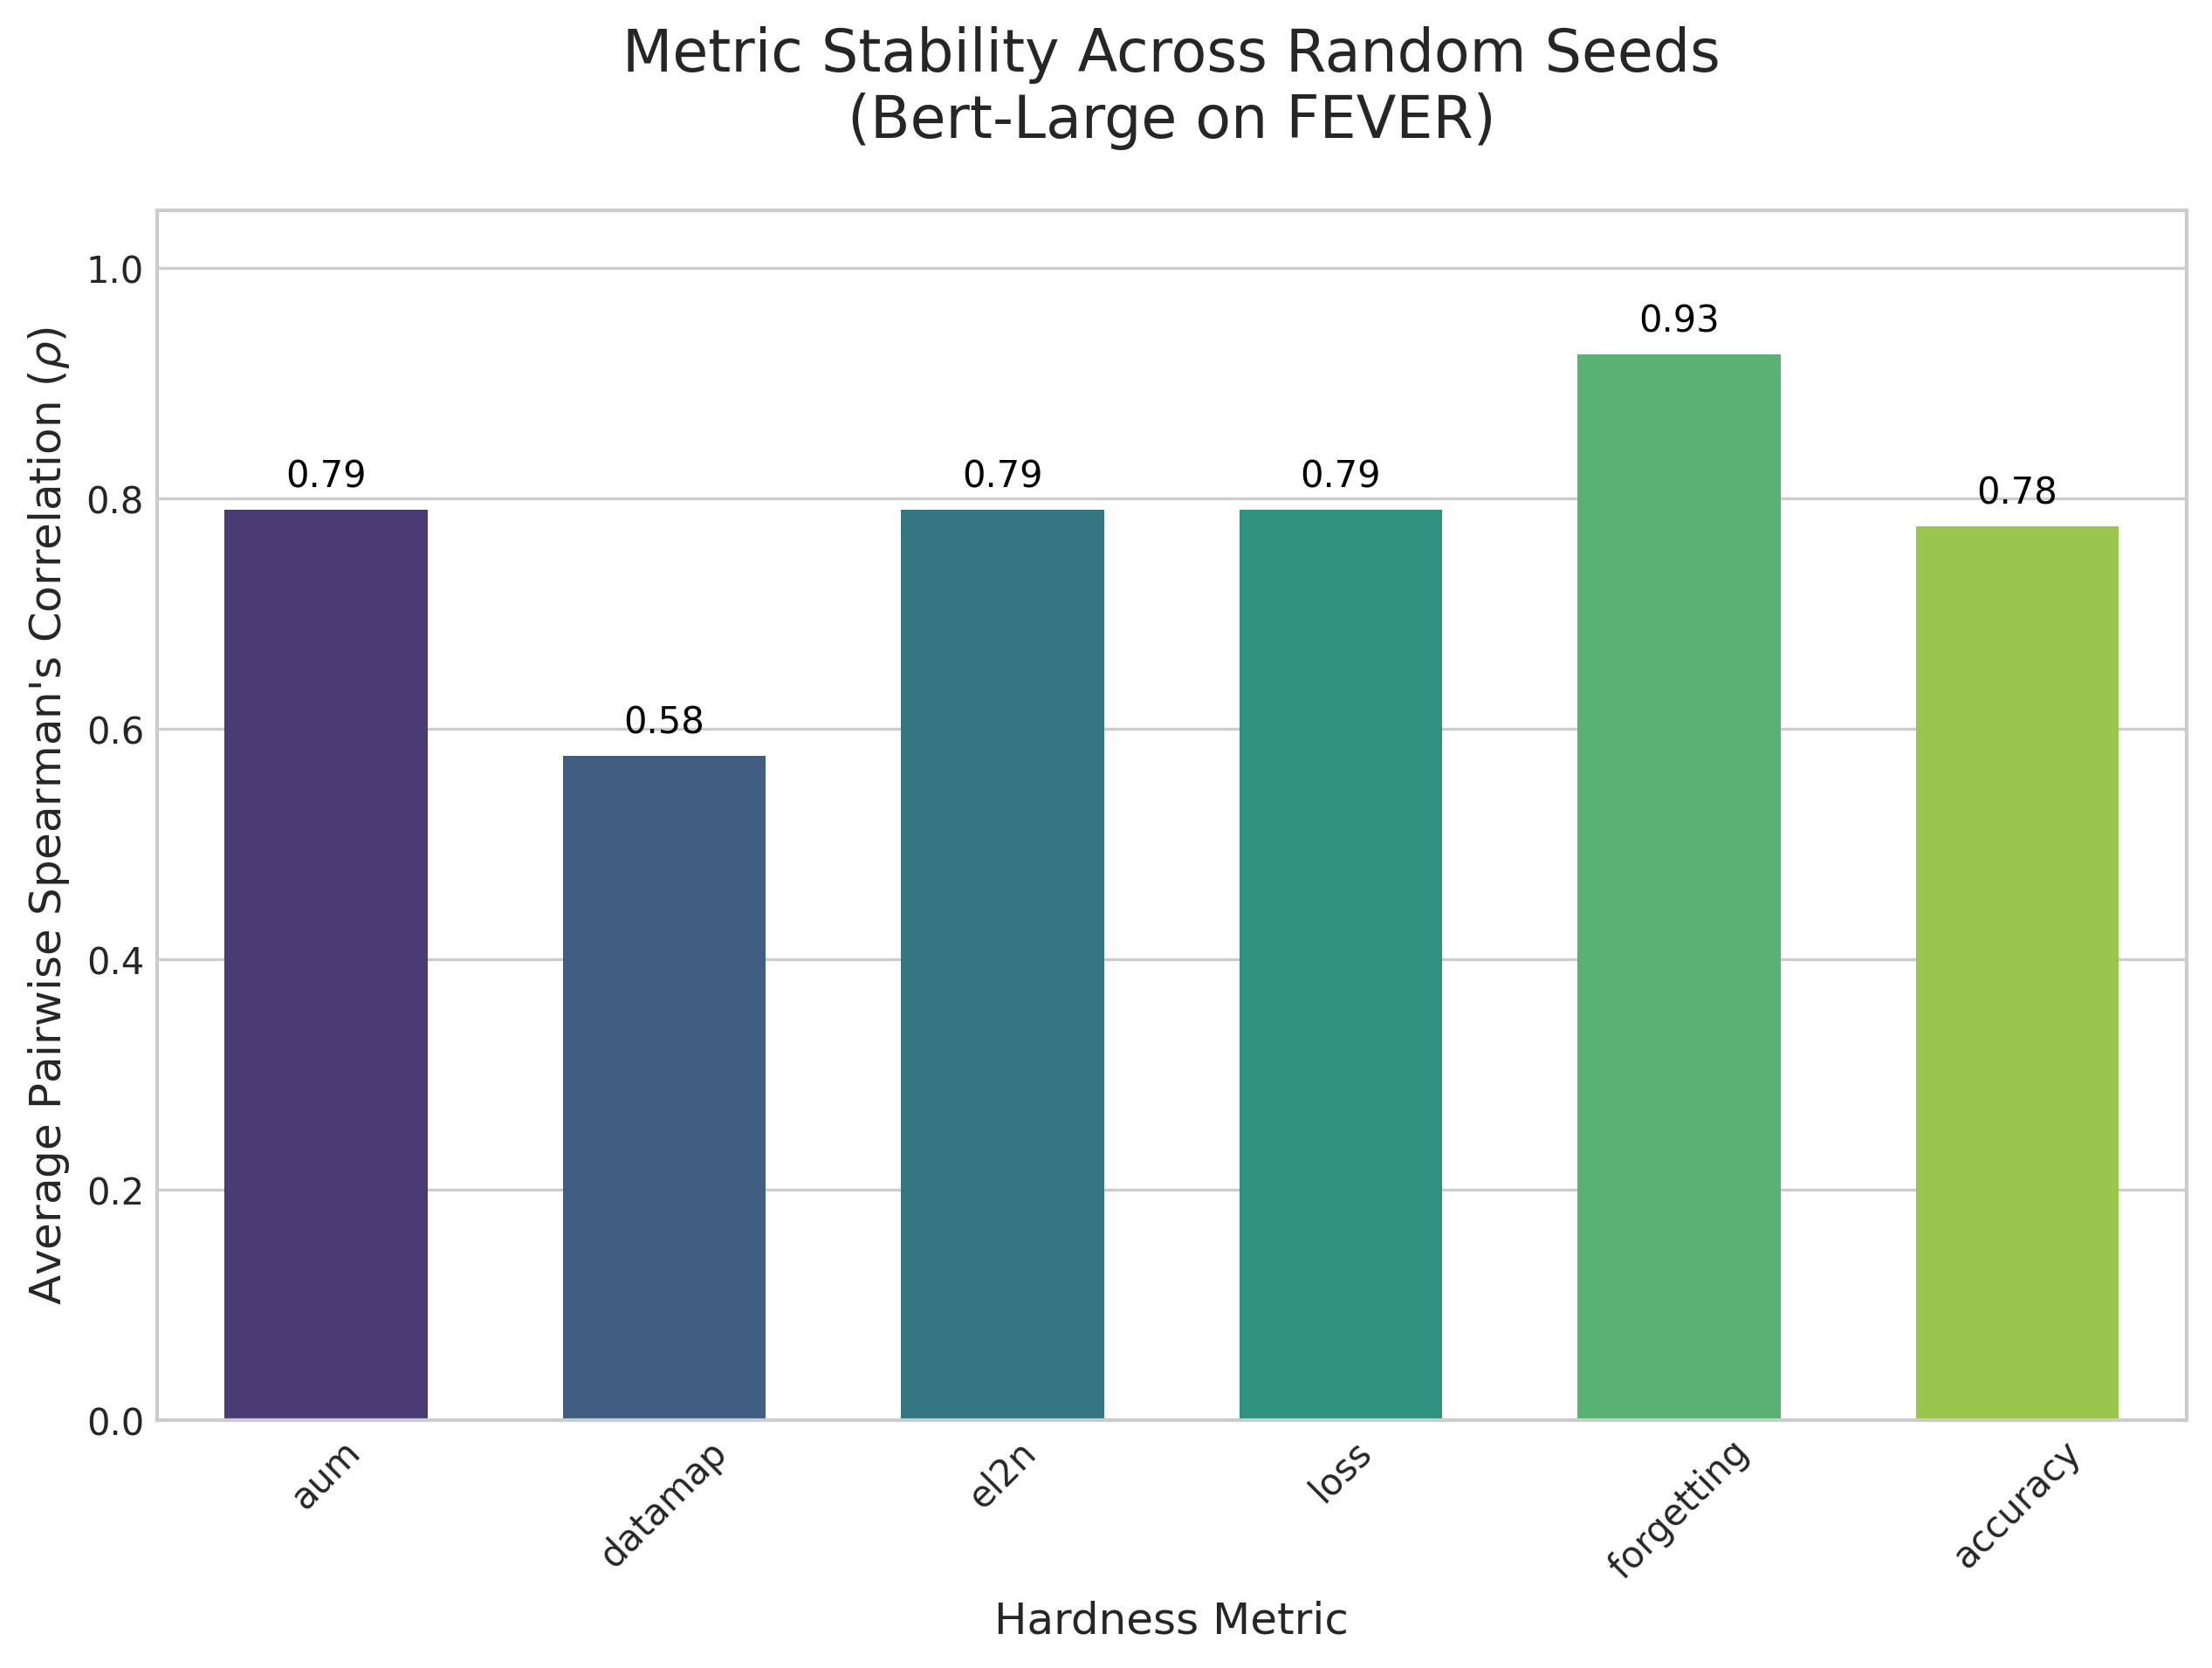 Metric Stability Across Random Seeds
(Bert-Large on FEVER)
Average Pairwise Spearman's Correlation (ρ)
1.0
0.8
0.6
0.4
0.2
0.0
0.79
0.58
0.79
0.79
0.93
0.78
aum
datamap
el2n
loss
forgetting
accuracy
Hardness Metric